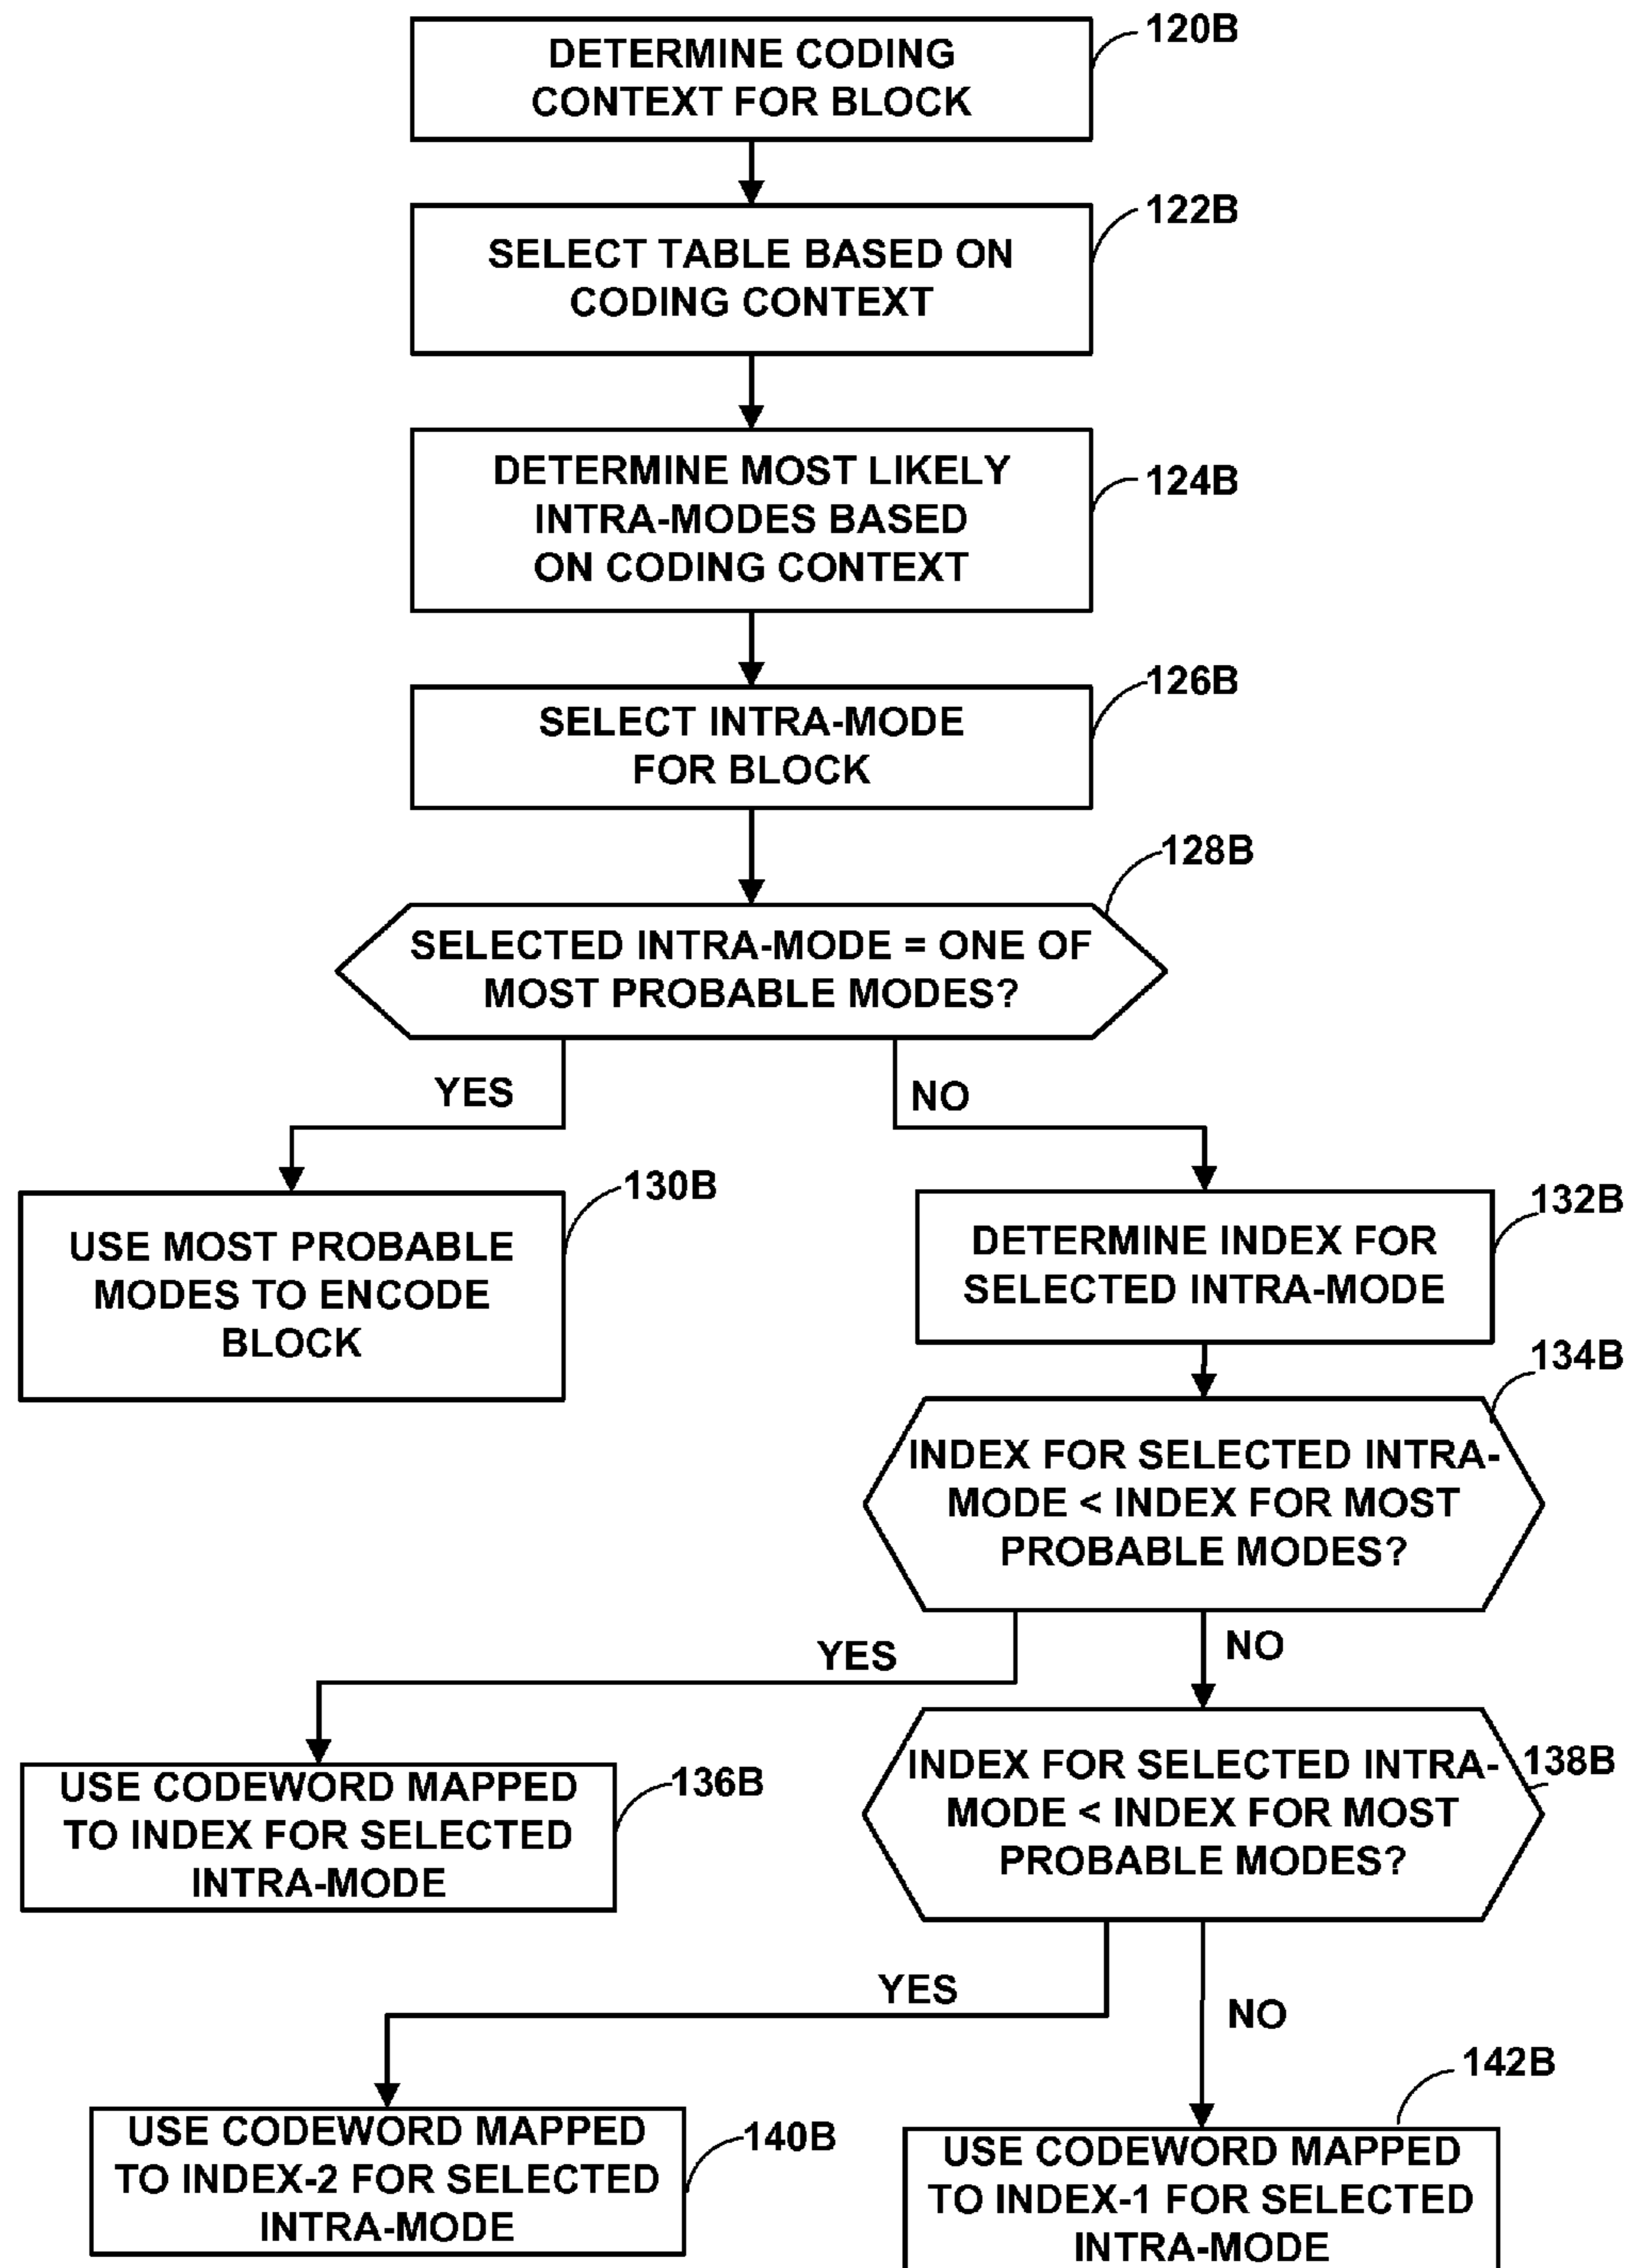 DETERMINE CODING
CONTEXT FOR BLOCK
120B
SELECT TABLE BASED ON
CODING CONTEXT
122B
DETERMINE MOST LIKELY
INTRA-MODES BASED
ON CODING CONTEXT
124B
SELECT INTRA-MODE
FOR BLOCK
126B
128B
SELECTED INTRA-MODE = ONE OF
MOST PROBABLE MODES?
YES
NO
130B
USE MOST PROBABLE
MODES TO ENCODE
BLOCK
132B
DETERMINE INDEX FOR
SELECTED INTRA-MODE
134B
INDEX FOR SELECTED INTRA-
MODE < INDEX FOR MOST
PROBABLE MODES?
YES
NO
USE CODEWORD MAPPED
TO INDEX FOR SELECTED
INTRA-MODE
136B
INDEX FOR SELECTED INTRA-
MODE < INDEX FOR MOST
PROBABLE MODES?
138B
YES
NO
USE CODEWORD MAPPED
TO INDEX-2 FOR SELECTED
INTRA-MODE
140B
142B
USE CODEWORD MAPPED
TO INDEX-1 FOR SELECTED
INTRA-MODE